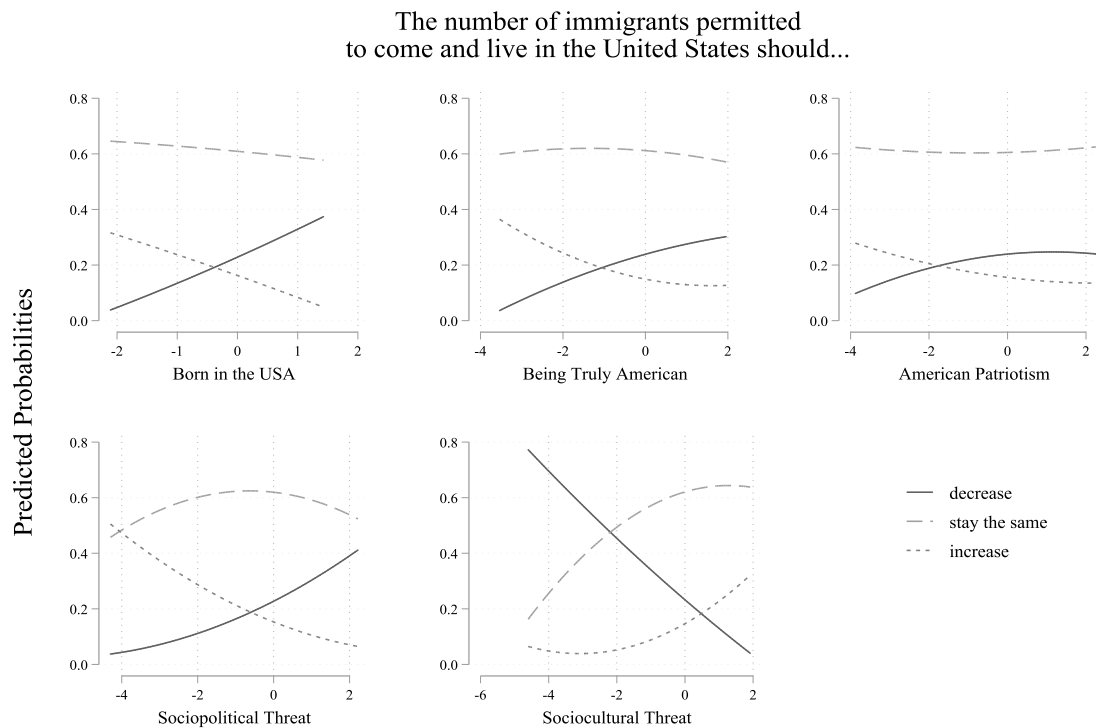 The number of immigrants permitted
to come and live in the United States should...
Predicted Probabilities
0.8
0.6
0.4
0.2
0.0
-2 -1 0 1 2
Born in the USA
0.8
0.6
0.4
0.2
0.0
-4 -2 0 2
Being Truly American
0.8
0.6
0.4
0.2
0.0
-4 -2 0 2
American Patriotism
0.8
0.6
0.4
0.2
0.0
-4 -2 0 2
Sociopolitical Threat
0.8
0.6
0.4
0.2
0.0
-6 -4 -2 0 2
Sociocultural Threat
decrease
stay the same
increase